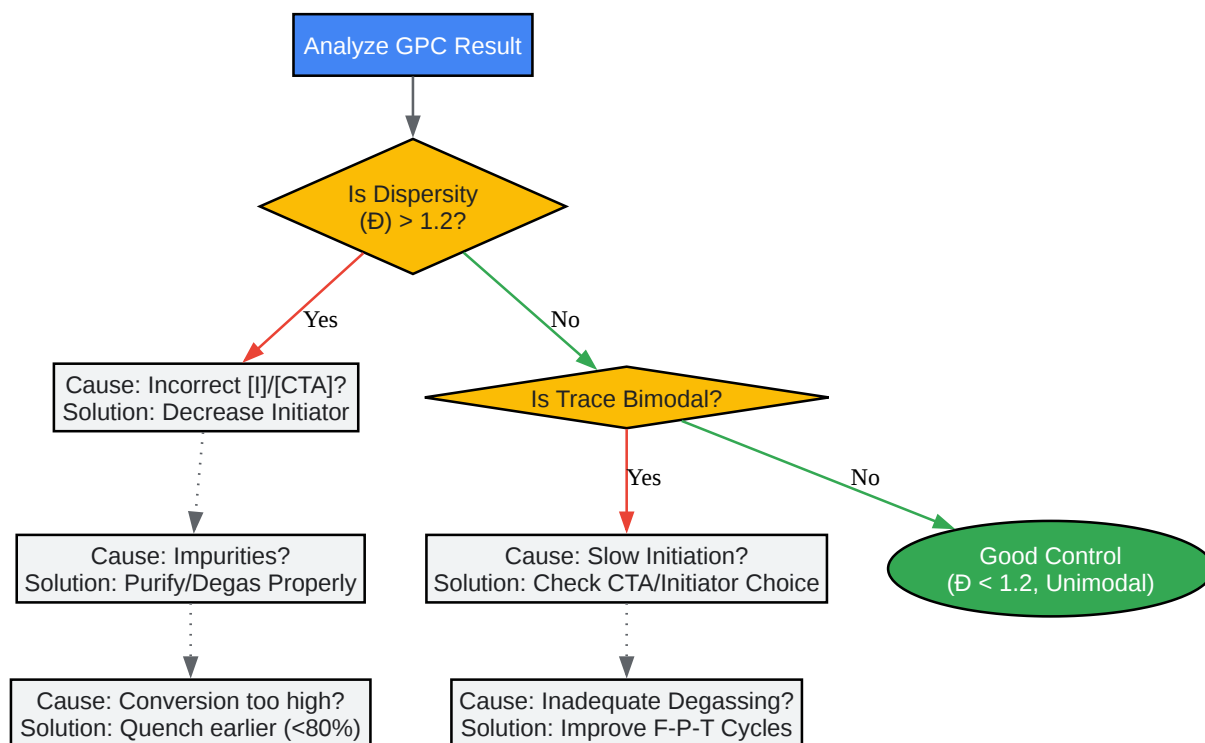 Analyze GPC Result
Is Dispersity
(Đ) > 1.2?
Yes
No
Cause: Incorrect [I]/[CTA]?
Solution: Decrease Initiator
Is Trace Bimodal?
Yes
No
Cause: Impurities?
Solution: Purify/Degas Properly
Cause: Slow Initiation?
Solution: Check CTA/Initiator Choice
Good Control
(Đ < 1.2, Unimodal)
Cause: Conversion too high?
Solution: Quench earlier (<80%)
Cause: Inadequate Degassing?
Solution: Improve F-P-T Cycles